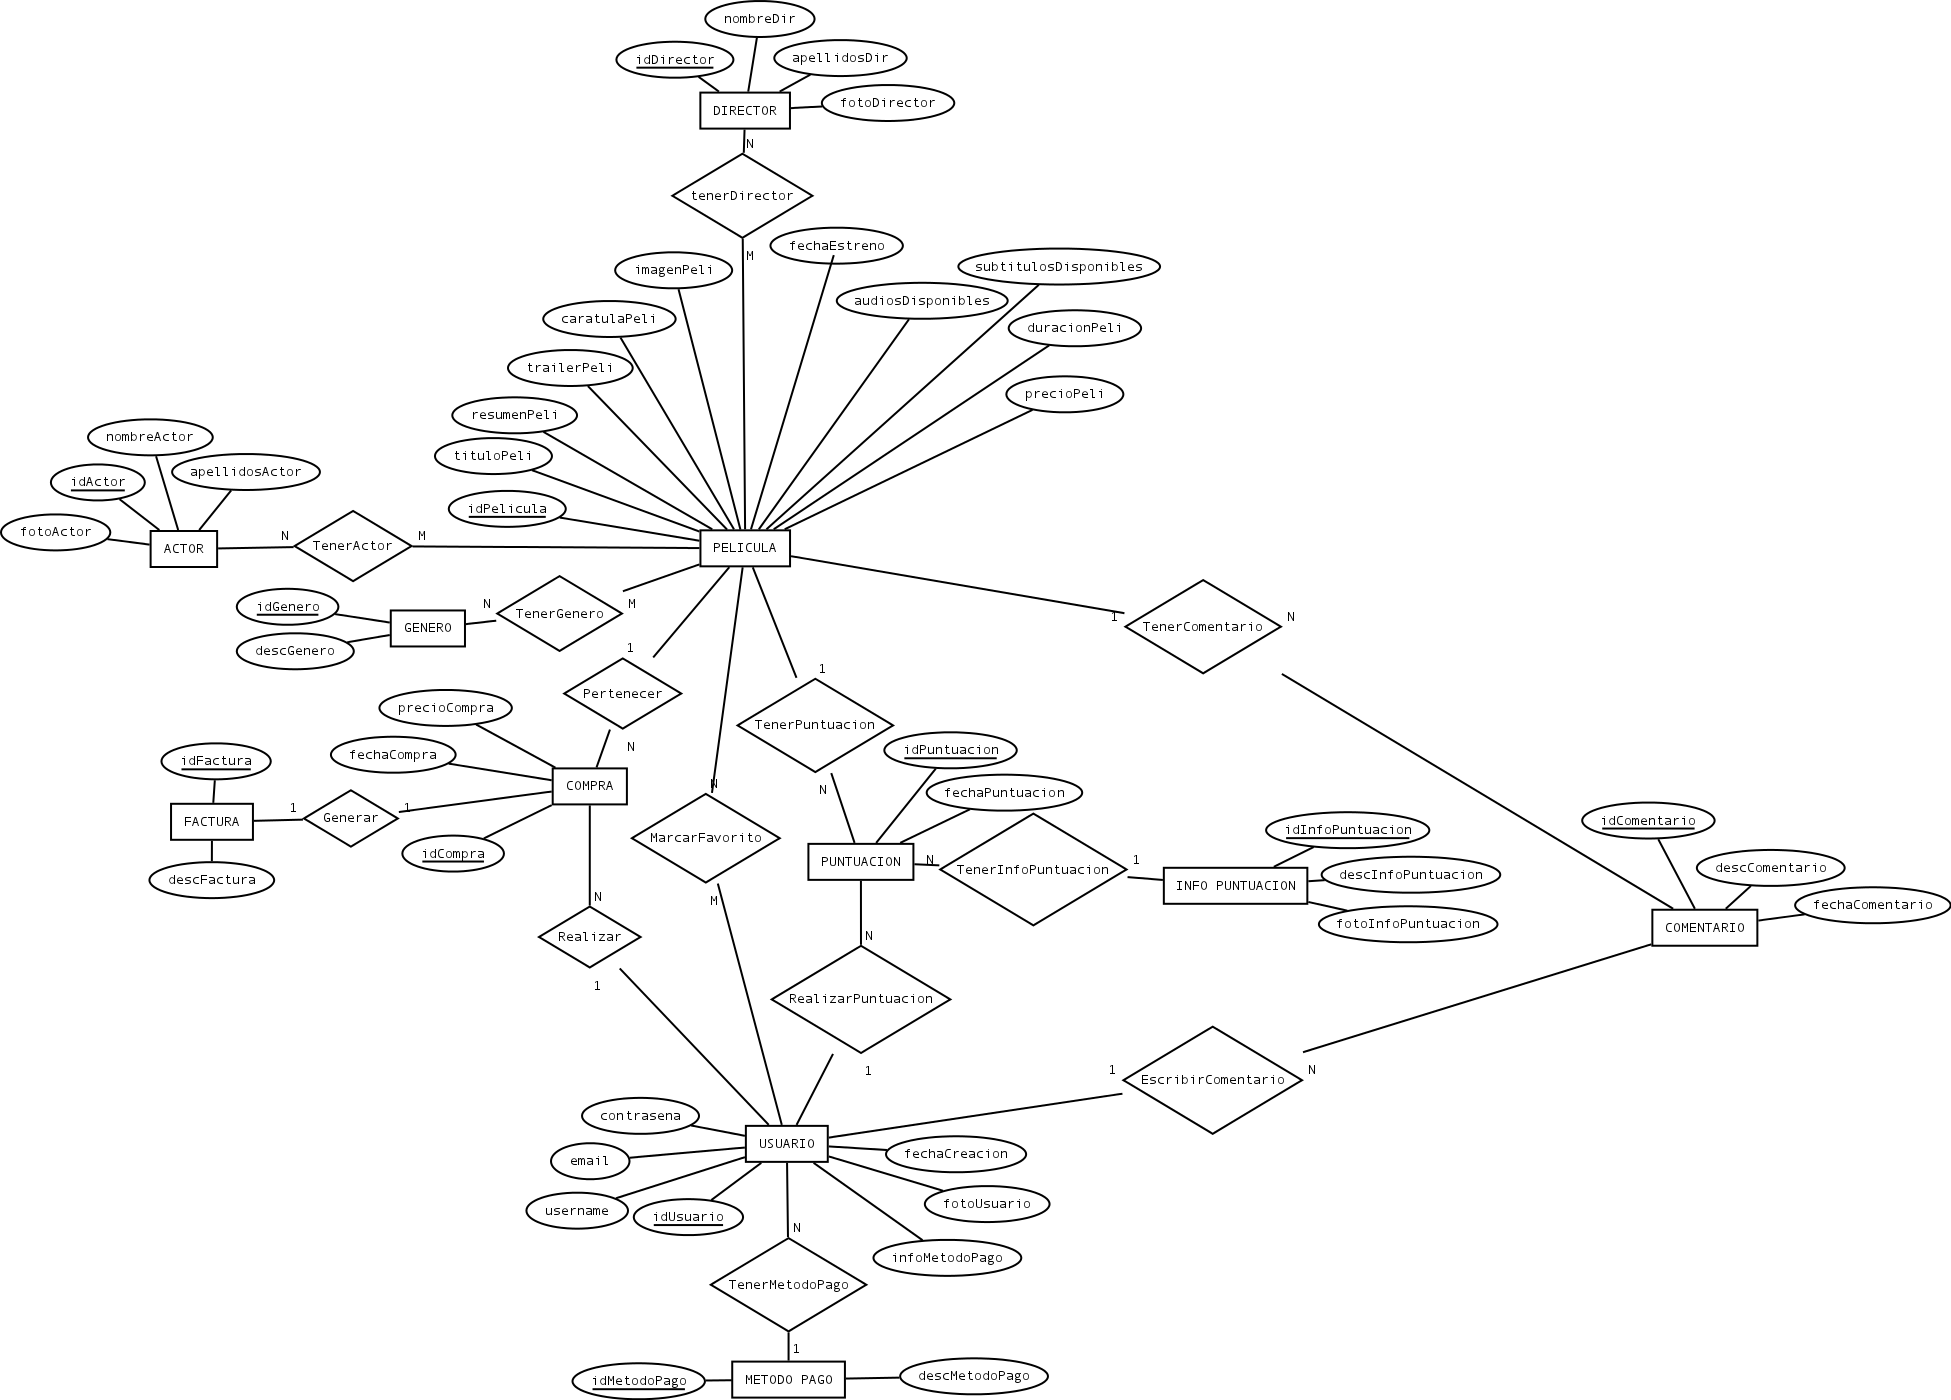 nombreDir
idDirector
apellidosDir
fotoDirector
DIRECTOR
N
tenerDirector
M
fechaEstreno
imagenPeli
subtitulosDisponibles
audiosDisponibles
caratulaPeli
duracionPeli
trailerPeli
precioPeli
resumenPeli
tituloPeli
idPelicula
nombreActor
apellidosActor
idActor
fotoActor
ACTOR
N
TenerActor
M
PELICULA
idGenero
descGenero
GENERO
N
TenerGenero
M
1
TenerComentario
N
1
Pertenecer
N
1
TenerPuntuacion
N
precioCompra
fechaCompra
idCompra
COMPRA
idFactura
FACTURA
descFactura
1
Generar
1
N
MarcarFavorito
M
idPuntuacion
fechaPuntuacion
PUNTUACION
N
TenerInfoPuntuacion
1
idInfoPuntuacion
descInfoPuntuacion
fotoInfoPuntuacion
INFO PUNTUACION
idComentario
descComentario
fechaComentario
COMENTARIO
N
Realizar
1
N
RealizarPuntuacion
1
1
EscribirComentario
N
contrasena
email
username
idUsuario
USUARIO
fechaCreacion
fotoUsuario
infoMetodoPago
N
TenerMetodoPago
1
idMetodoPago
METODO PAGO
descMetodoPago